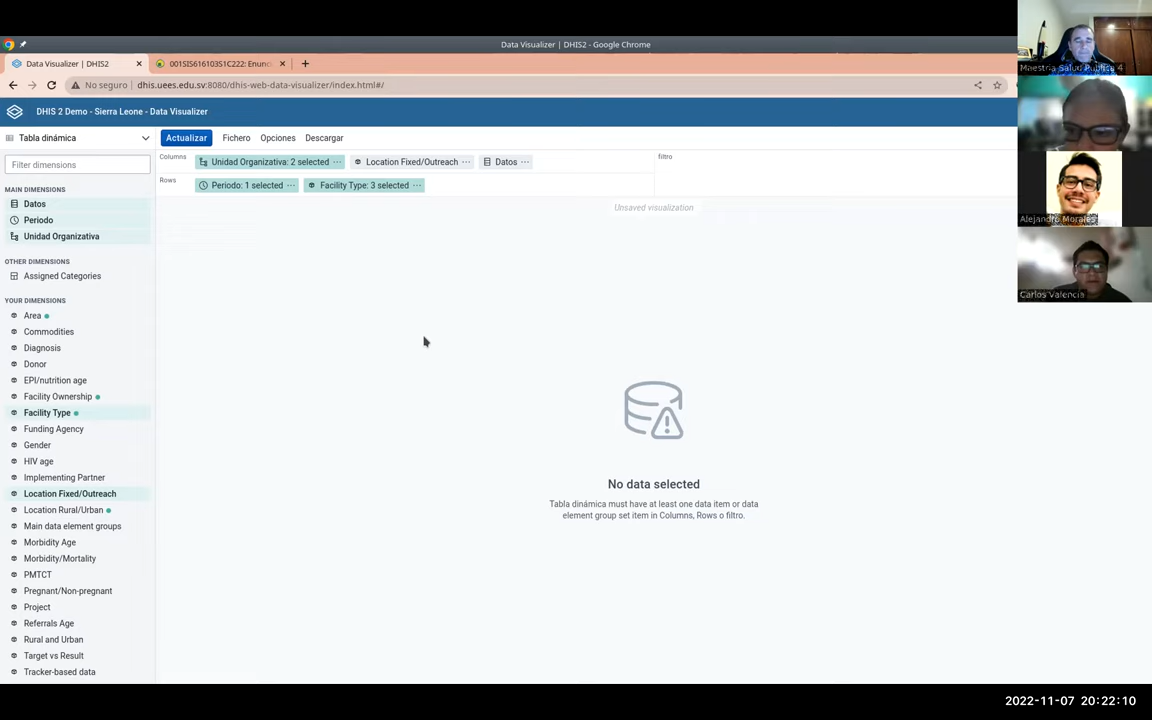 Data Visualizer | DHIS2 - Google Chrome
Data Visualizer | DHIS2
001SIS616103S1C222: Enun
No seguro | dhis.uees.edu.sv:8080/dhis-web-data-visualizer/index.html#/
DHIS 2 Demo - Sierra Leone - Data Visualizer
Tabla dinámica
Actualizar
Fichero
Opciones
Descargar
Filter dimensions
MAIN DIMENSIONS
Datos
Periodo
Unidad Organizativa
OTHER DIMENSIONS
Assigned Categories
YOUR DIMENSIONS
Area
Commodities
Diagnosis
Donor
EPI/nutrition age
Facility Ownership
Facility Type
Funding Agency
Gender
HIV age
Implementing Partner
Location Fixed/Outreach
Location Rural/Urban
Main data element groups
Morbidity Age
Morbidity/Mortality
PMTCT
Pregnant/Non-pregnant
Project
Referrals Age
Rural and Urban
Target vs Result
Tracker-based data
Columns
Unidad Organizativa: 2 selected
Location Fixed/Outreach
Datos
filtro
Rows
Periodo: 1 selected
Facility Type: 3 selected
Unsaved visualization
No data selected
Tabla dinámica must have at least one data item or data
element group set item in Columns, Rows o filtro.
Maestria Salud Publica 4
Alejandro Morales
Carlos Valencia
2022-11-07 20:22:10